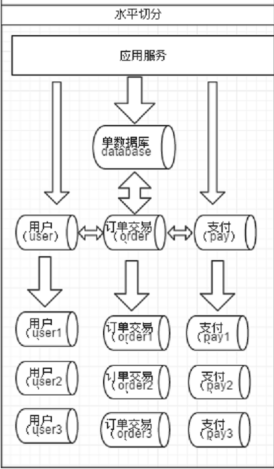 水平切分
应用服务
单数据库
database
用户
(user)
订单交易
(order
支付
(pay)
用户
(user1
订单交易
(order1
支付
(pay1
用户
(user2
订单交易
(order2
支付
(pay2
用户
(user3
订单交易
(order3
支付
(pay3